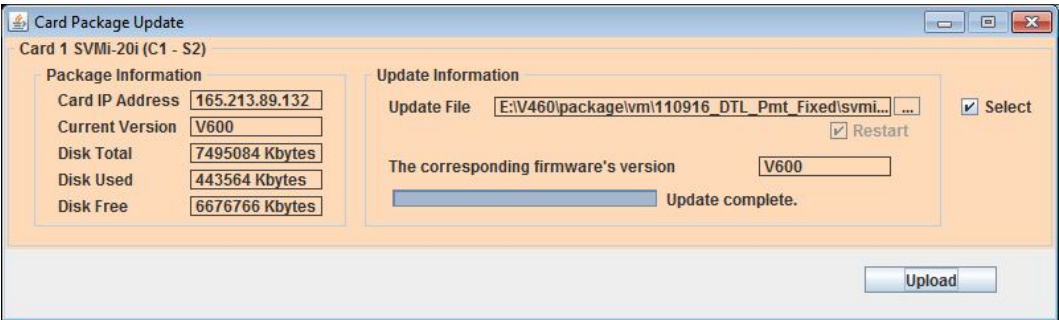 Card Package Update
Card 1 SVMi-20i (C1 - S2)
Package Information
Card IP Address 165.213.89.132
Current Version V600
Disk Total 7495084 Kbytes
Disk Used 443564 Kbytes
Disk Free 6676766 Kbytes
Update Information
Update File E:\V460\package\vm\110916_DTL_Pmt_Fixed\svmi... ...
Restart
The corresponding firmware's version V600
Update complete.
Select
Upload